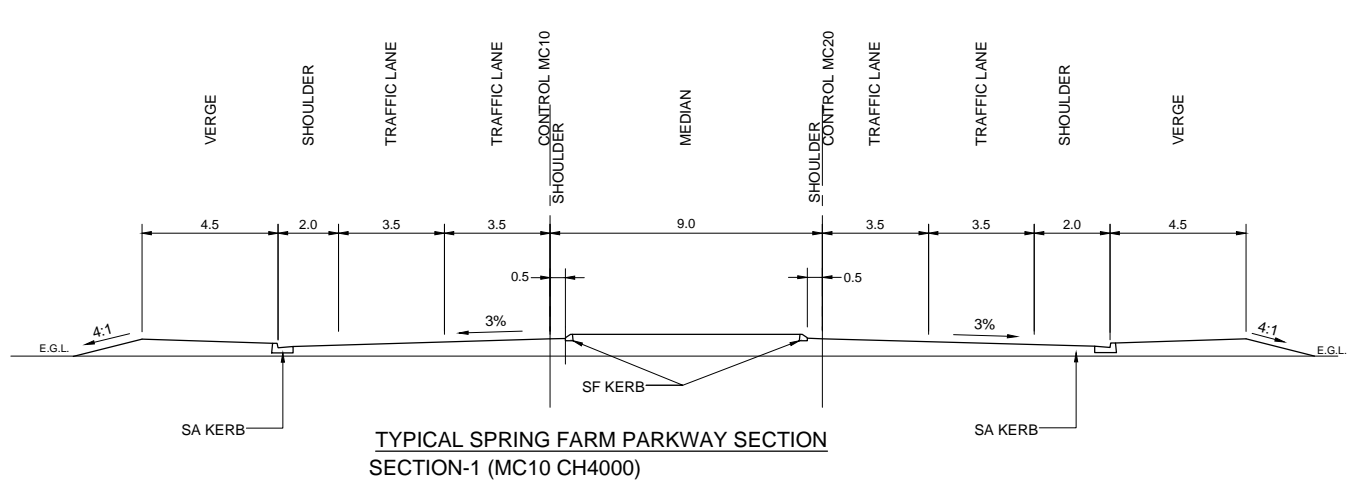 VERGE
SHOULDER
TRAFFIC LANE
TRAFFIC LANE
CONTROL MC10
SHOULDER
MEDIAN
SHOULDER
CONTROL MC20
TRAFFIC LANE
TRAFFIC LANE
SHOULDER
VERGE
4.5
2.0
3.5
3.5
9.0
3.5
3.5
2.0
4.5
0.5
0.5
4:1
3%
3%
4:1
E.G.L.
E.G.L.
SF KERB
SA KERB
SA KERB
TYPICAL SPRING FARM PARKWAY SECTION
SECTION-1 (MC10 CH4000)